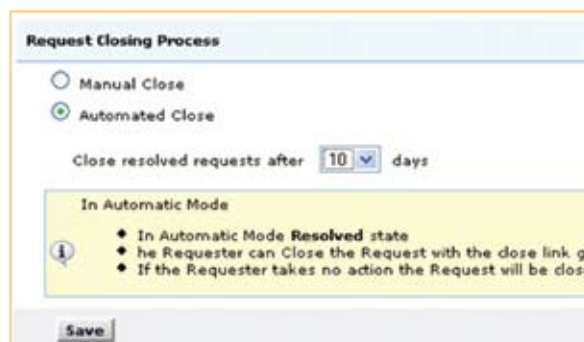 Request Closing Process
Manual Close
Automated Close
Close resolved requests after 10 days
In Automatic Mode
In Automatic Mode Resolved state
he Requester can Close the Request with the close link g
If the Requester takes no action the Request will be clos
Save